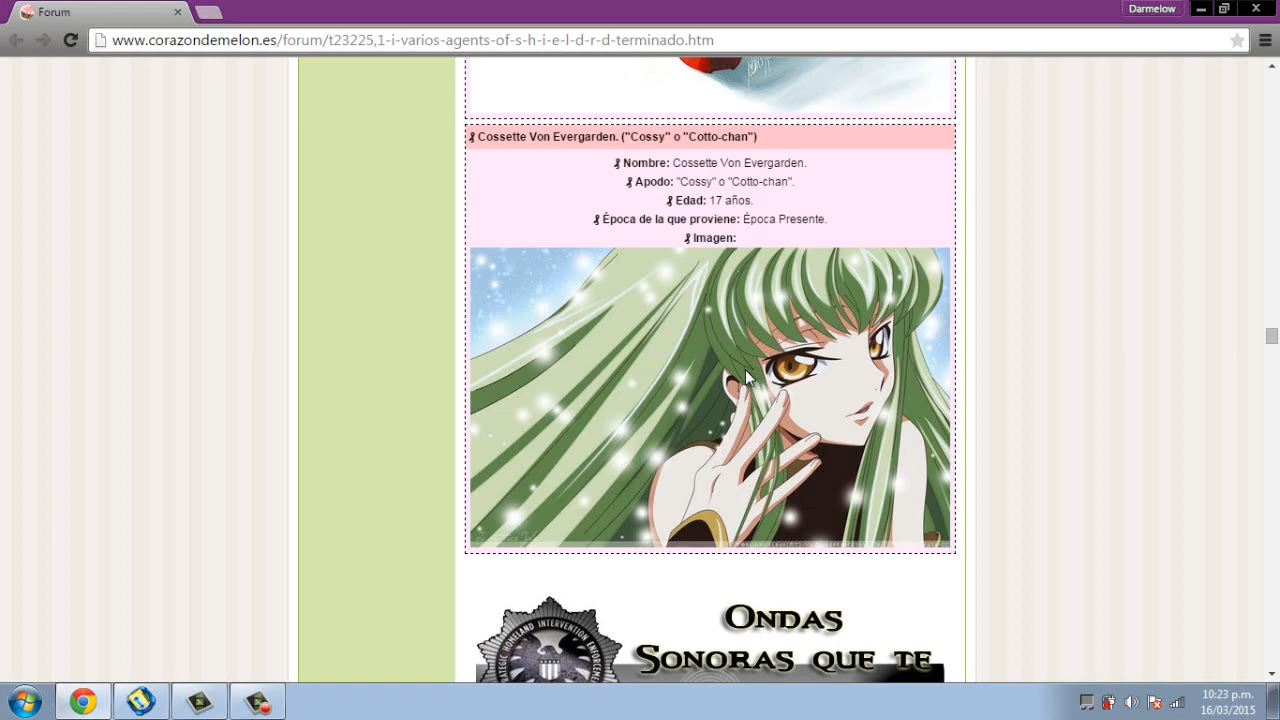 Forum
Darmelow
www.corazondemelon.es/forum/t23225,1-i-varios-agents-of-s-h-i-e-l-d-r-d-terminado.htm
Cossette Von Evergarden. ("Cossy" o "Cotto-chan")
Nombre: Cossette Von Evergarden.
Apodo: "Cossy" o "Cotto-chan".
Edad: 17 años.
Época de la que proviene: Época Presente.
Imagen:
Ondas
Sonoras que te
HOMELAND INTERVENTION
10:23 p.m.
16/03/2015